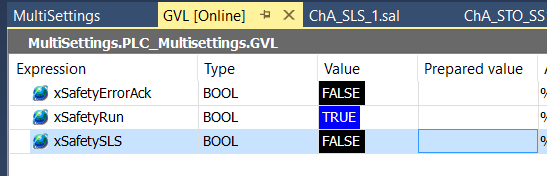 MultiSettings GVL [Online] ChA_SLS_1.sal ChA_STO_SS
MultiSettings.PLC_Multisettings.GVL
Expression Type Value Prepared value
xSafetyErrorAck BOOL FALSE %
xSafetyRun BOOL TRUE %
xSafetySLS BOOL FALSE %